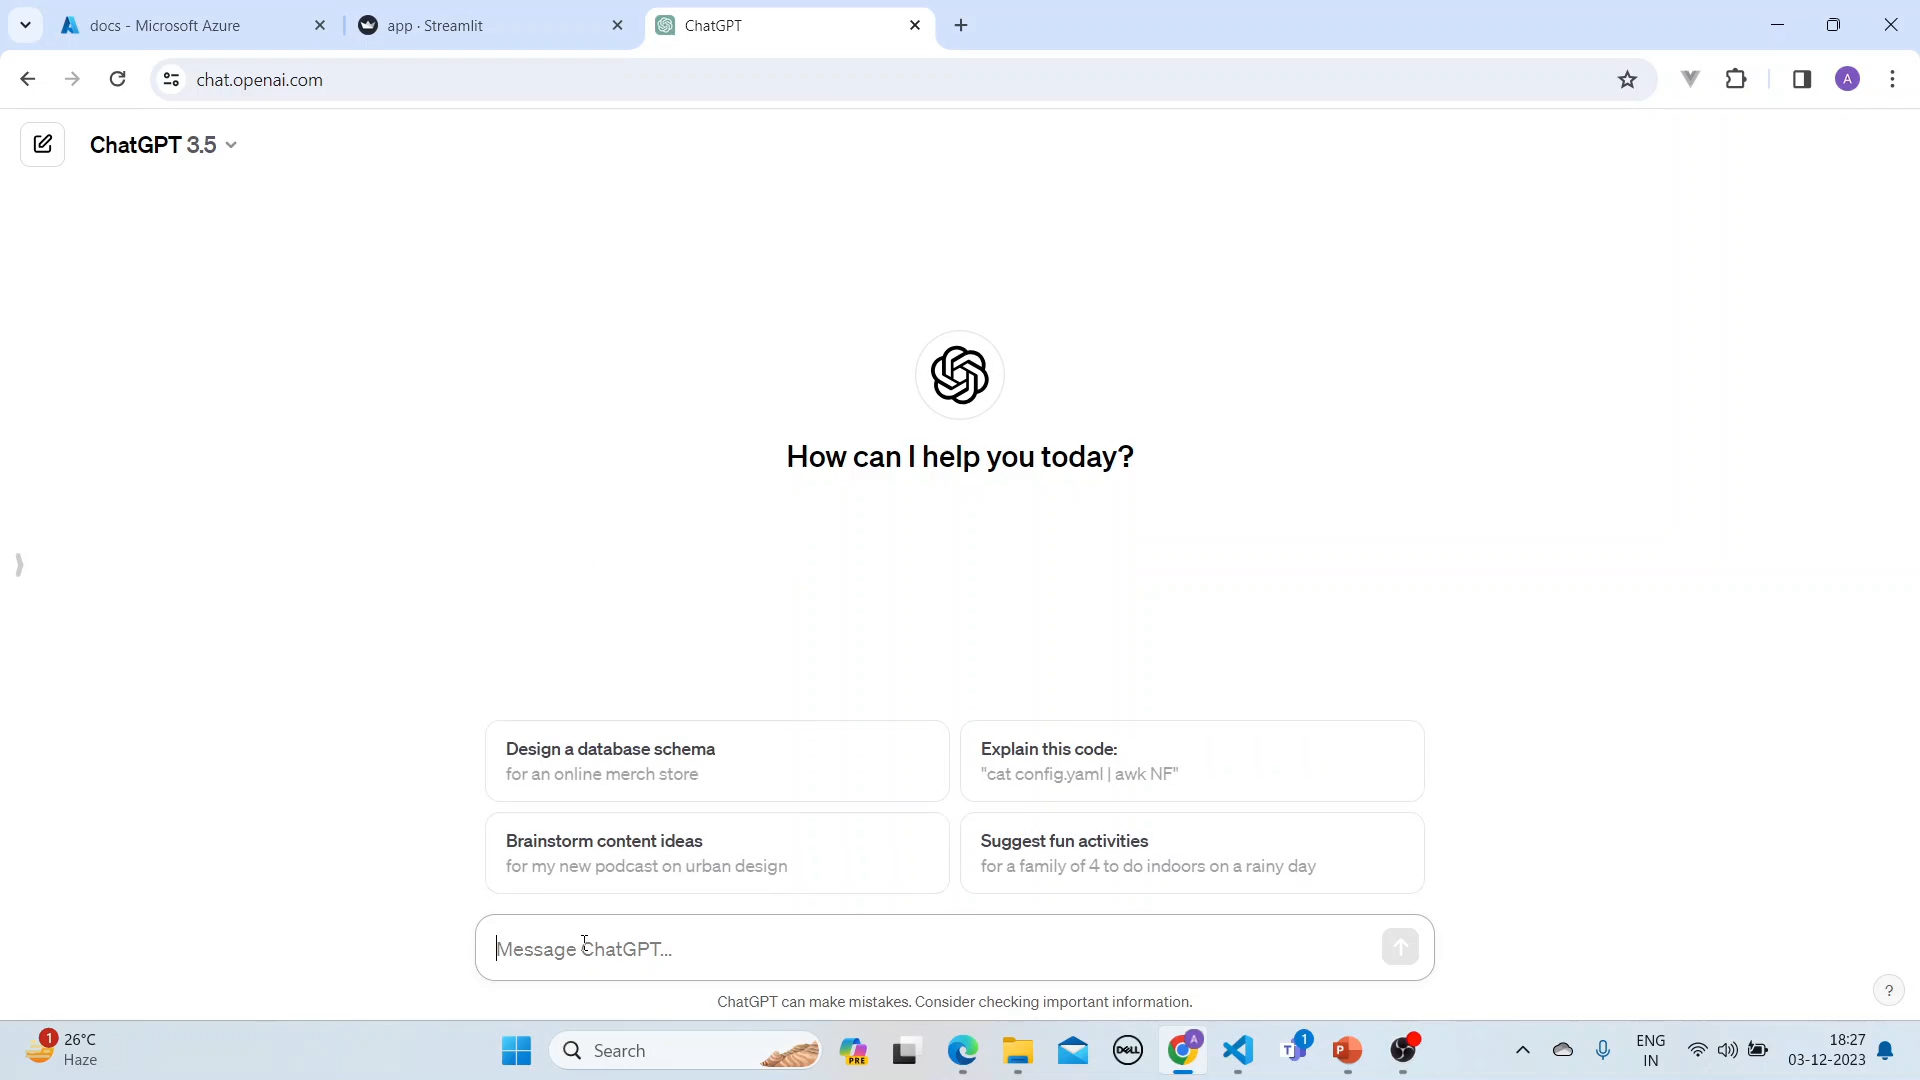 docs - Microsoft Azure
app · Streamlit
ChatGPT
chat.openai.com
A
ChatGPT 3.5
How can I help you today?
Design a database schema
for an online merch store
Explain this code:
"cat config.yaml | awk NF"
Brainstorm content ideas
for my new podcast on urban design
Suggest fun activities
for a family of 4 to do indoors on a rainy day
Message ChatGPT...
ChatGPT can make mistakes. Consider checking important information.
?
1
26°C
Haze
Search
PRE
DELL
A
1
ENG
IN
18:27
03-12-2023